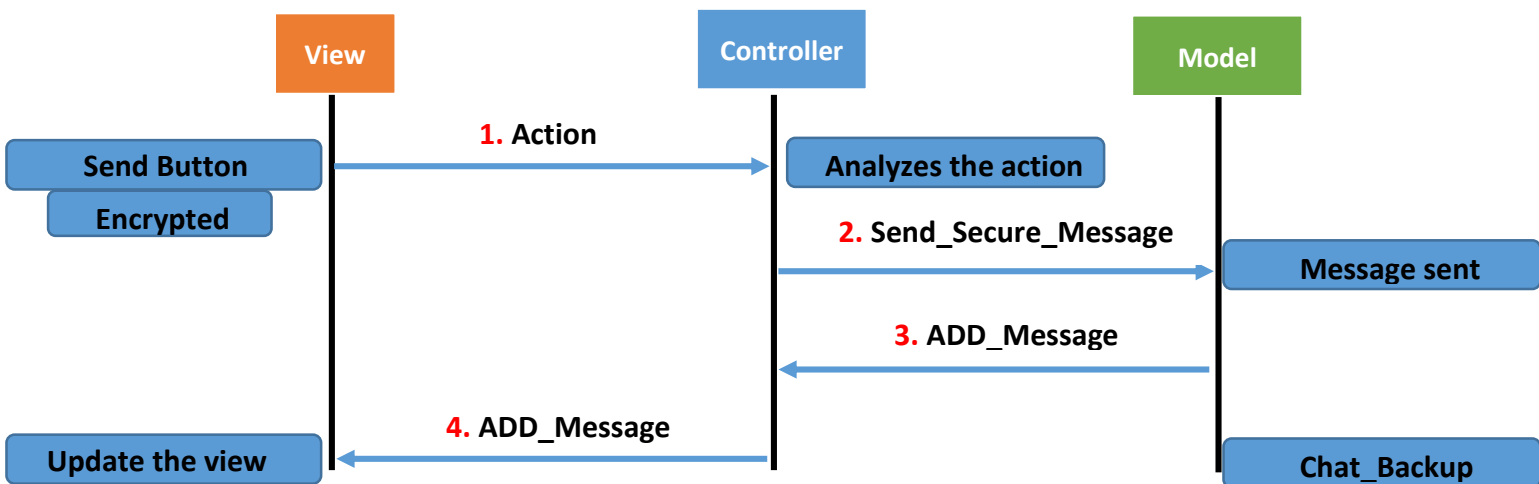 View
Controller
Model
1. Action
Send Button
Analyzes the action
Encrypted
2. Send_Secure_Message
Message sent
3. ADD_Message
4. ADD_Message
Update the view
Chat_Backup